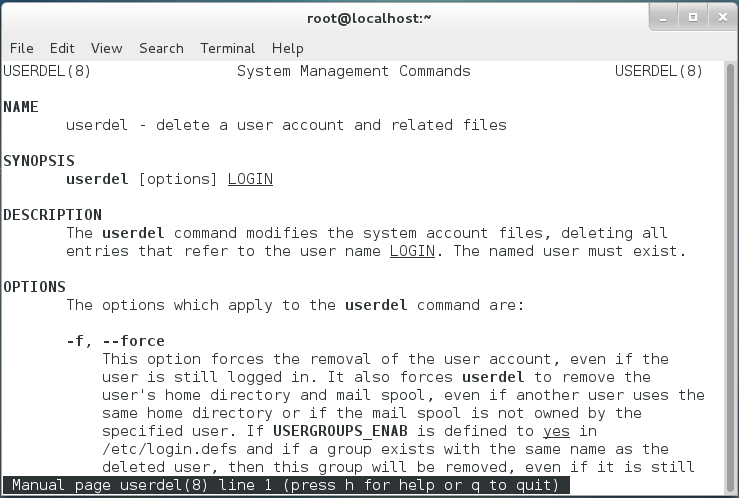 root@localhost:~
File Edit View Search Terminal Help
USERDEL(8) System Management Commands USERDEL(8)
NAME
userdel - delete a user account and related files
SYNOPSIS
userdel [options] LOGIN
DESCRIPTION
The userdel command modifies the system account files, deleting all
entries that refer to the user name LOGIN. The named user must exist.
OPTIONS
The options which apply to the userdel command are:
-f, --force
This option forces the removal of the user account, even if the
user is still logged in. It also forces userdel to remove the
user's home directory and mail spool, even if another user uses the
same home directory or if the mail spool is not owned by the
specified user. If USERGROUPS_ENAB is defined to yes in
/etc/login.defs and if a group exists with the same name as the
deleted user, then this group will be removed, even if it is still
Manual page userdel(8) line 1 (press h for help or q to quit)